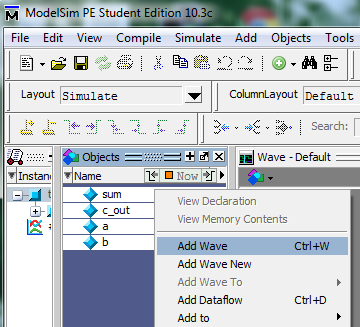 ModelSim PE Student Edition 10.3c
File Edit View Compile Simulate Add Objects Tools
Layout Simulate ColumnLayout Default
Search:
Instance Objects Wave - Default
Name Now
sum
c_out
a
b
View Declaration
View Memory Contents
Add Wave Ctrl+W
Add Wave New
Add Wave To
Add Dataflow Ctrl+D
Add to